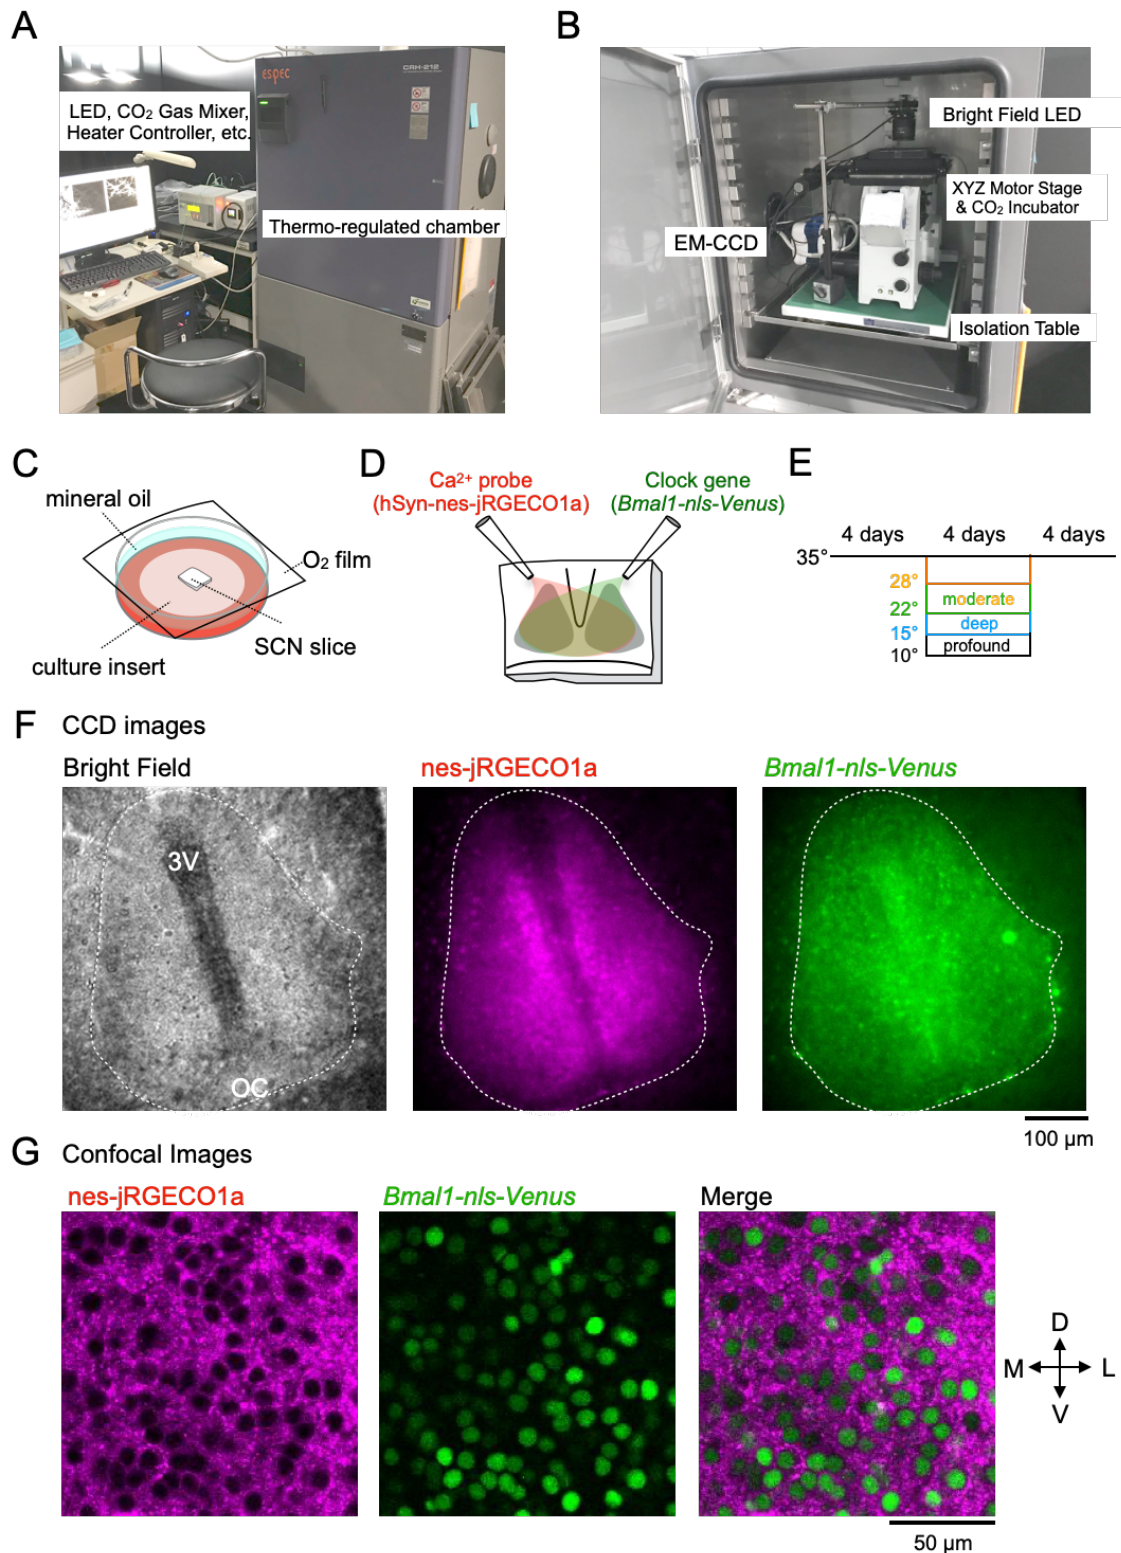 A
B
LED, CO2 Gas Mixer,
Heater Controller, etc.
espec
CRH-212
Thermo-regulated chamber
Bright Field LED
XYZ Motor Stage
& CO2 Incubator
EM-CCD
Isolation Table
C
mineral oil
O2 film
SCN slice
culture insert
D
Ca2+ probe
(hSyn-nes-jRGECO1a)
Clock gene
(Bmal1-nls-Venus)
E
4 days 4 days 4 days
35°
28°
22° moderate
15° deep
10° profound
F CCD images
Bright Field
nes-jRGECO1a
Bmal1-nls-Venus
3V
OC
100 µm
G Confocal Images
nes-jRGECO1a
Bmal1-nls-Venus
Merge
D
M L
V
50 µm